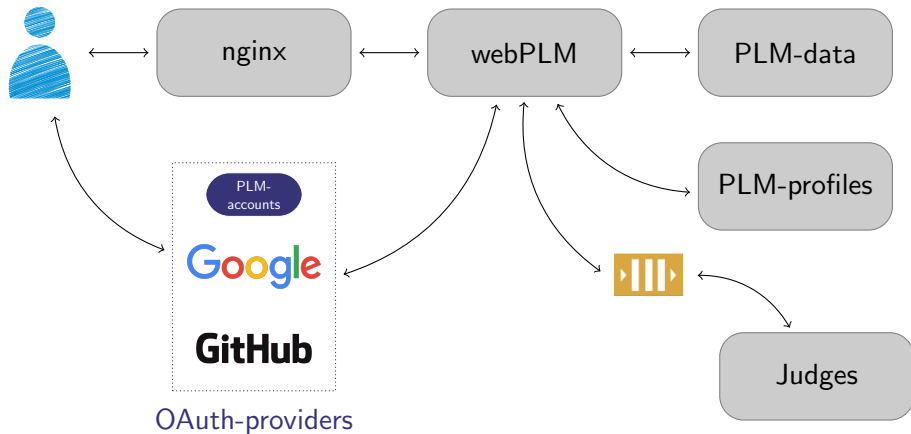 nginx
webPLM
PLM-data
PLM-
accounts
Google
GitHub
OAuth-providers
PLM-profiles
Judges